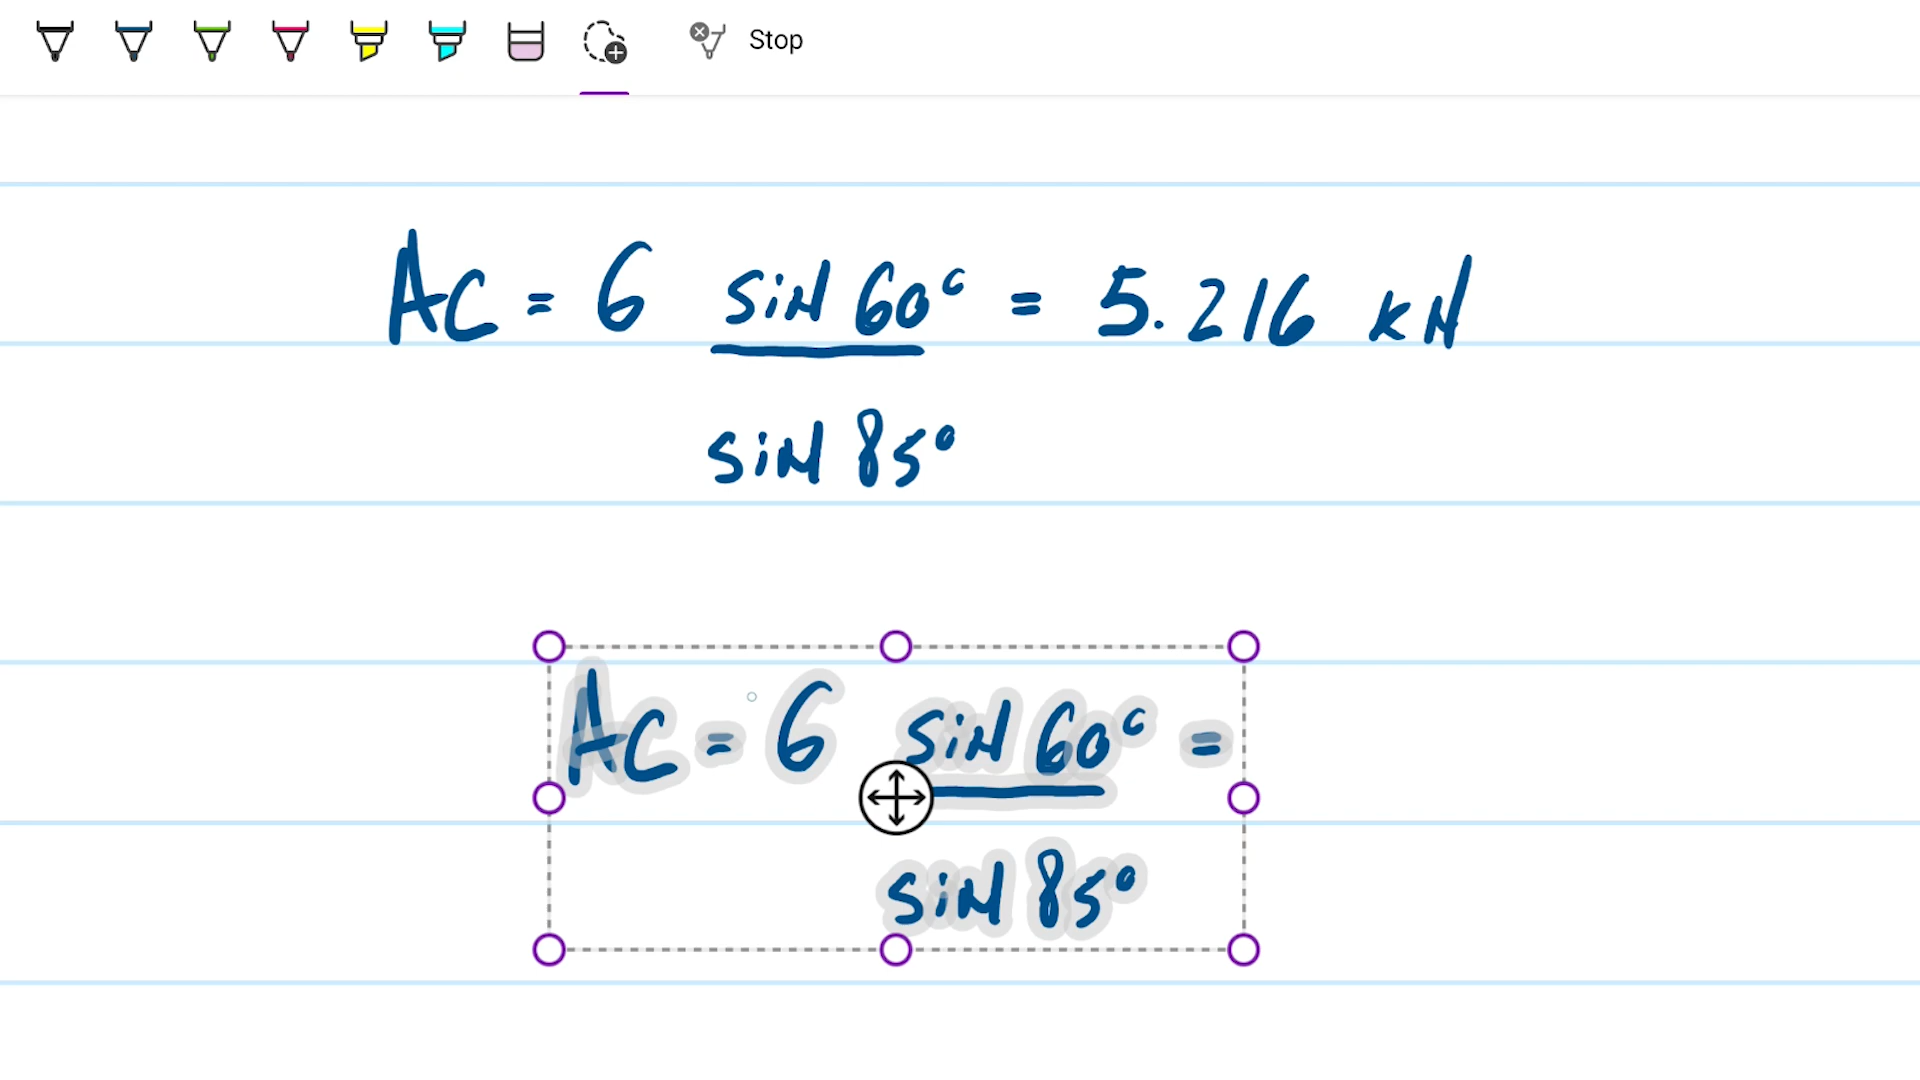 Stop
AC = 6 sin 60° = 5.216 kN
sin 85°
AC = 6 sin 60° =
sin 85°